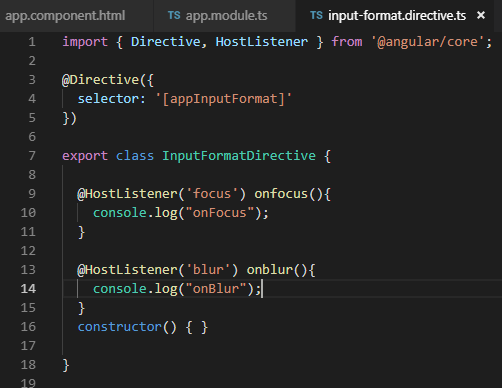 app.component.html TS app.module.ts TS input-format.directive.ts ×
1 import { Directive, HostListener } from '@angular/core';
2
3 @Directive({
4 selector: '[appInputFormat]'
5 })
6
7 export class InputFormatDirective {
8
9 @HostListener('focus') onfocus(){
10 console.log("onFocus");
11 }
12
13 @HostListener('blur') onblur(){
14 console.log("onBlur");
15 }
16 constructor() { }
17
18 }
19